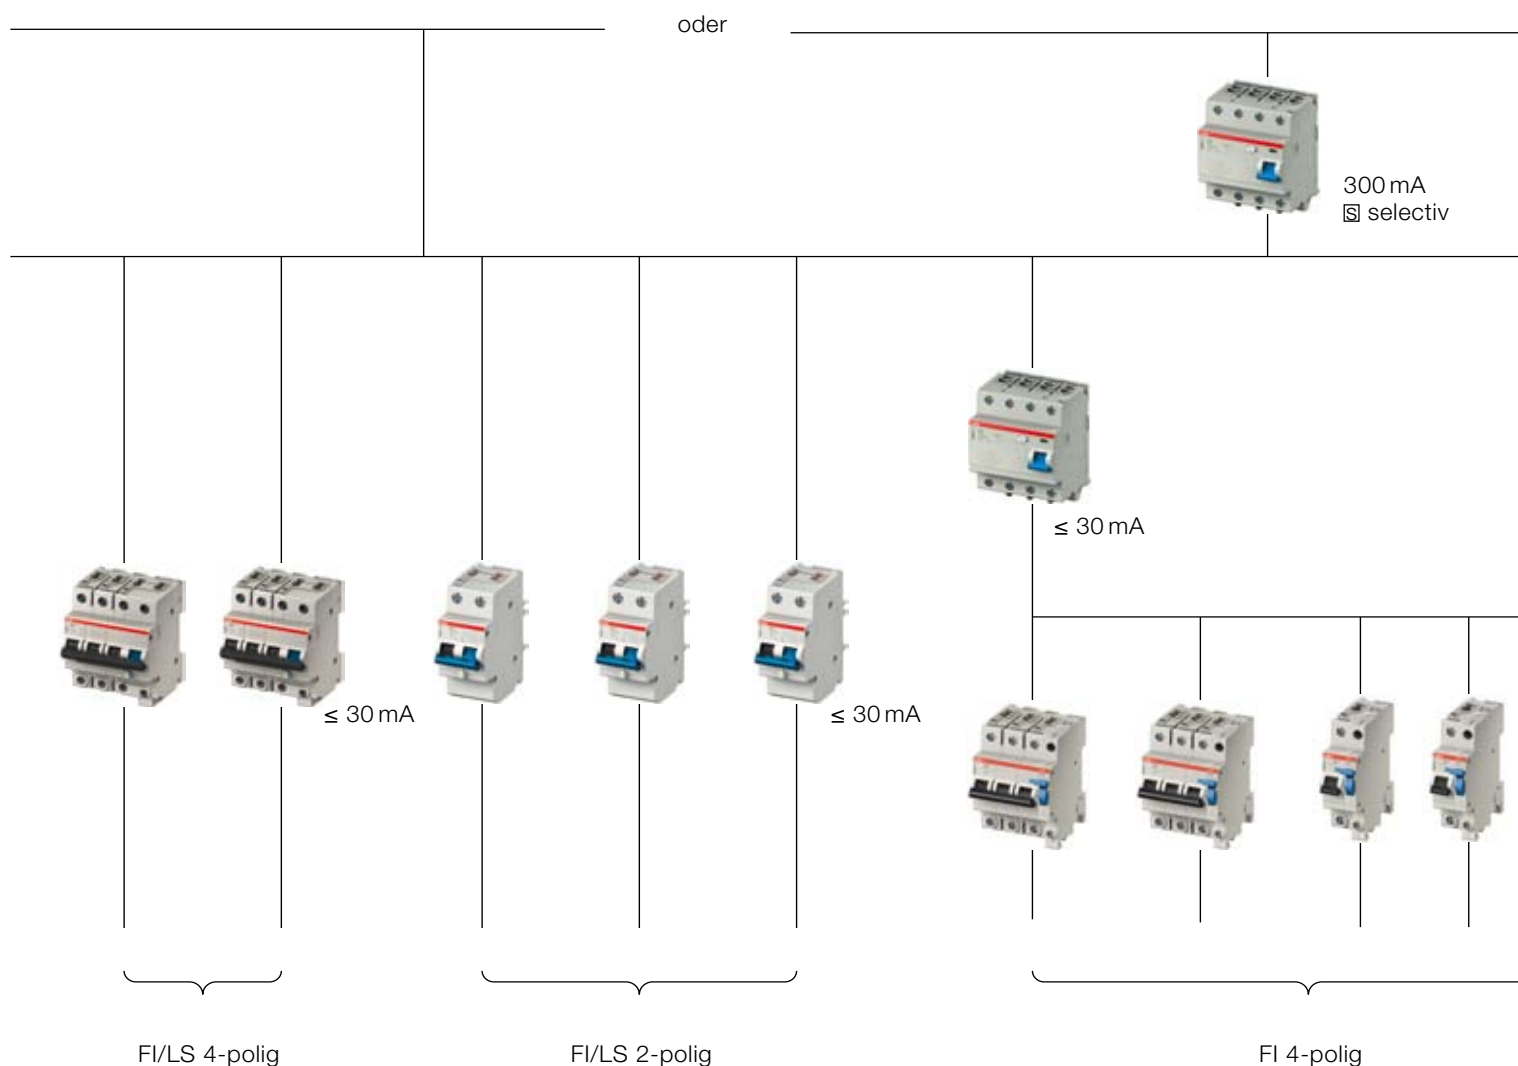 oder
300 mA
S selectiv
≤ 30 mA
≤ 30 mA
≤ 30 mA
FI/LS 4-polig
FI/LS 2-polig
FI 4-polig